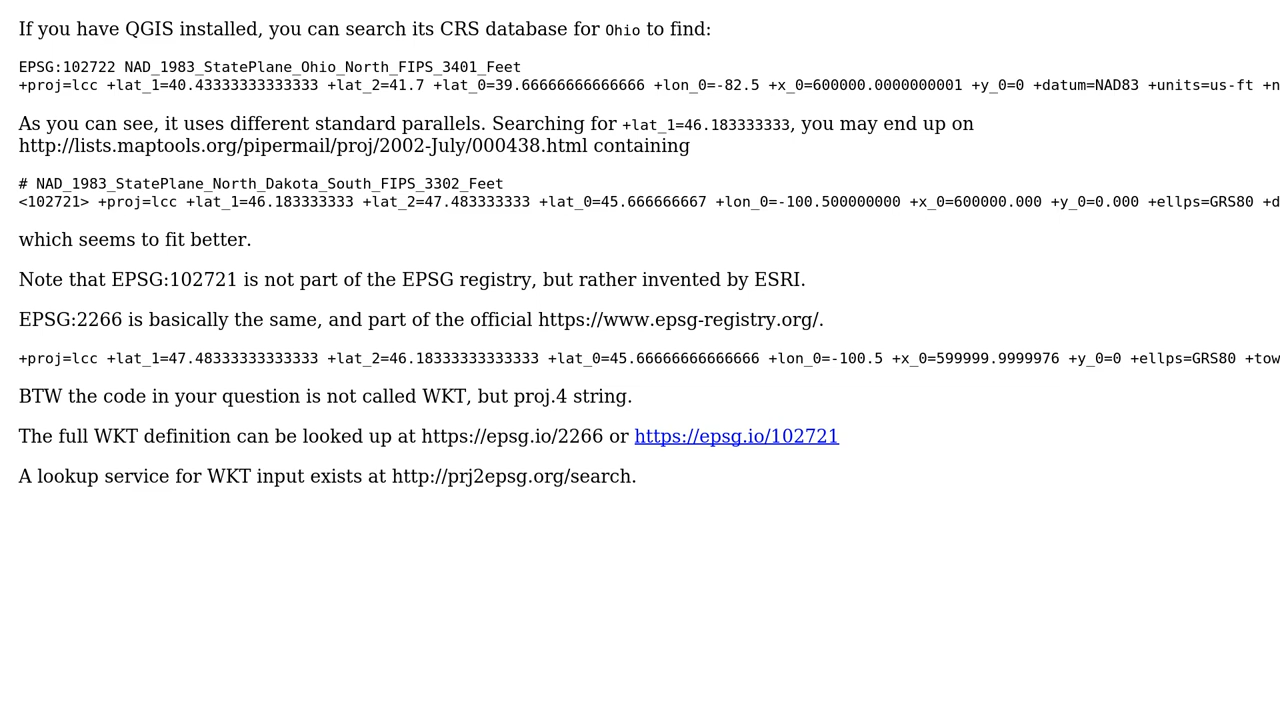 If you have QGIS installed, you can search its CRS database for Ohio to find:
EPSG:102722 NAD_1983_StatePlane_Ohio_North_FIPS_3401_Feet
+proj=lcc +lat_1=40.43333333333333 +lat_2=41.7 +lat_0=39.66666666666666 +lon_0=-82.5 +x_0=600000.0000000001 +y_0=0 +datum=NAD83 +units=us-ft +n
As you can see, it uses different standard parallels. Searching for +lat_1=46.183333333, you may end up on
http://lists.maptools.org/pipermail/proj/2002-July/000438.html containing
# NAD_1983_StatePlane_North_Dakota_South_FIPS_3302_Feet
<102721> +proj=lcc +lat_1=46.183333333 +lat_2=47.483333333 +lat_0=45.666666667 +lon_0=-100.500000000 +x_0=600000.000 +y_0=0.000 +ellps=GRS80 +d
which seems to fit better.
Note that EPSG:102721 is not part of the EPSG registry, but rather invented by ESRI.
EPSG:2266 is basically the same, and part of the official https://www.epsg-registry.org/.
+proj=lcc +lat_1=47.48333333333333 +lat_2=46.18333333333333 +lat_0=45.66666666666666 +lon_0=-100.5 +x_0=599999.9999976 +y_0=0 +ellps=GRS80 +tow
BTW the code in your question is not called WKT, but proj.4 string.
The full WKT definition can be looked up at https://epsg.io/2266 or https://epsg.io/102721
A lookup service for WKT input exists at http://prj2epsg.org/search.